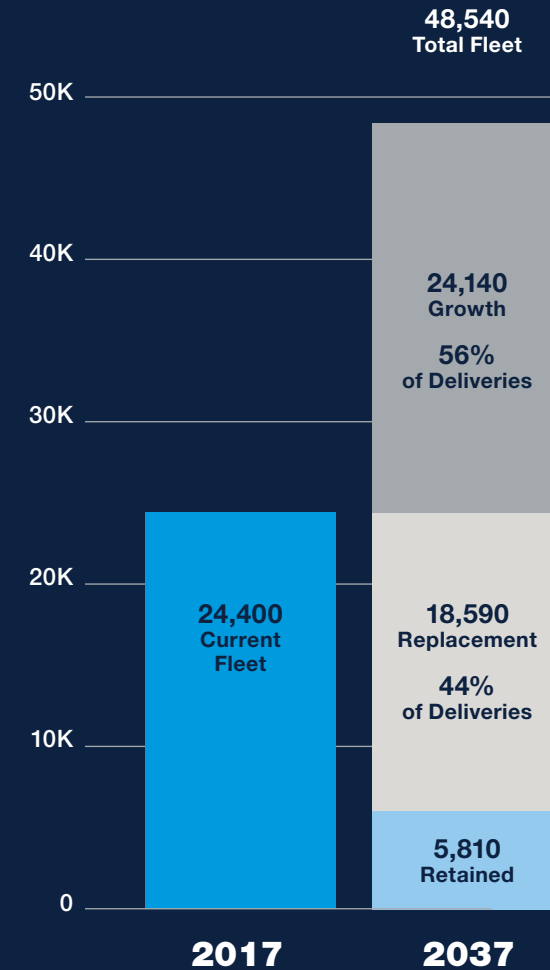 48,540
Total Fleet
50K
40K
24,140
Growth
56%
of Deliveries
30K
20K
24,400
Current
Fleet
18,590
Replacement
44%
of Deliveries
10K
5,810
Retained
0
2017
2037